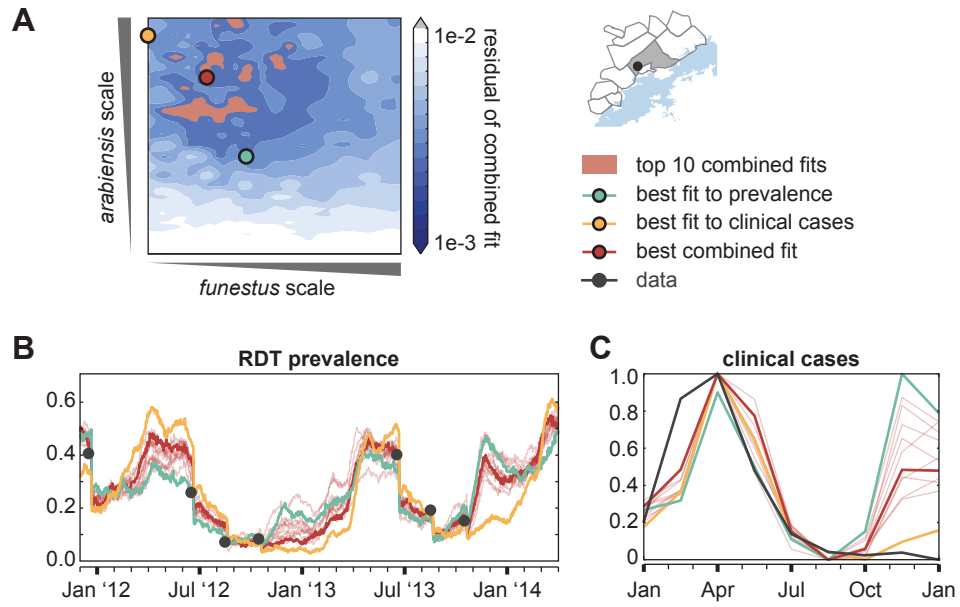 A
arabiensis scale
funestus scale
1e-2
1e-3
residual of combined fit
top 10 combined fits
best fit to prevalence
best fit to clinical cases
best combined fit
data
B
RDT prevalence
0.6
0.4
0.2
0.0
Jan ‘12
Jul ‘12
Jan ‘13
Jul ‘13
Jan ‘14
C
clinical cases
1.0
0.8
0.6
0.4
0.2
0
Jan
Apr
Jul
Oct
Jan